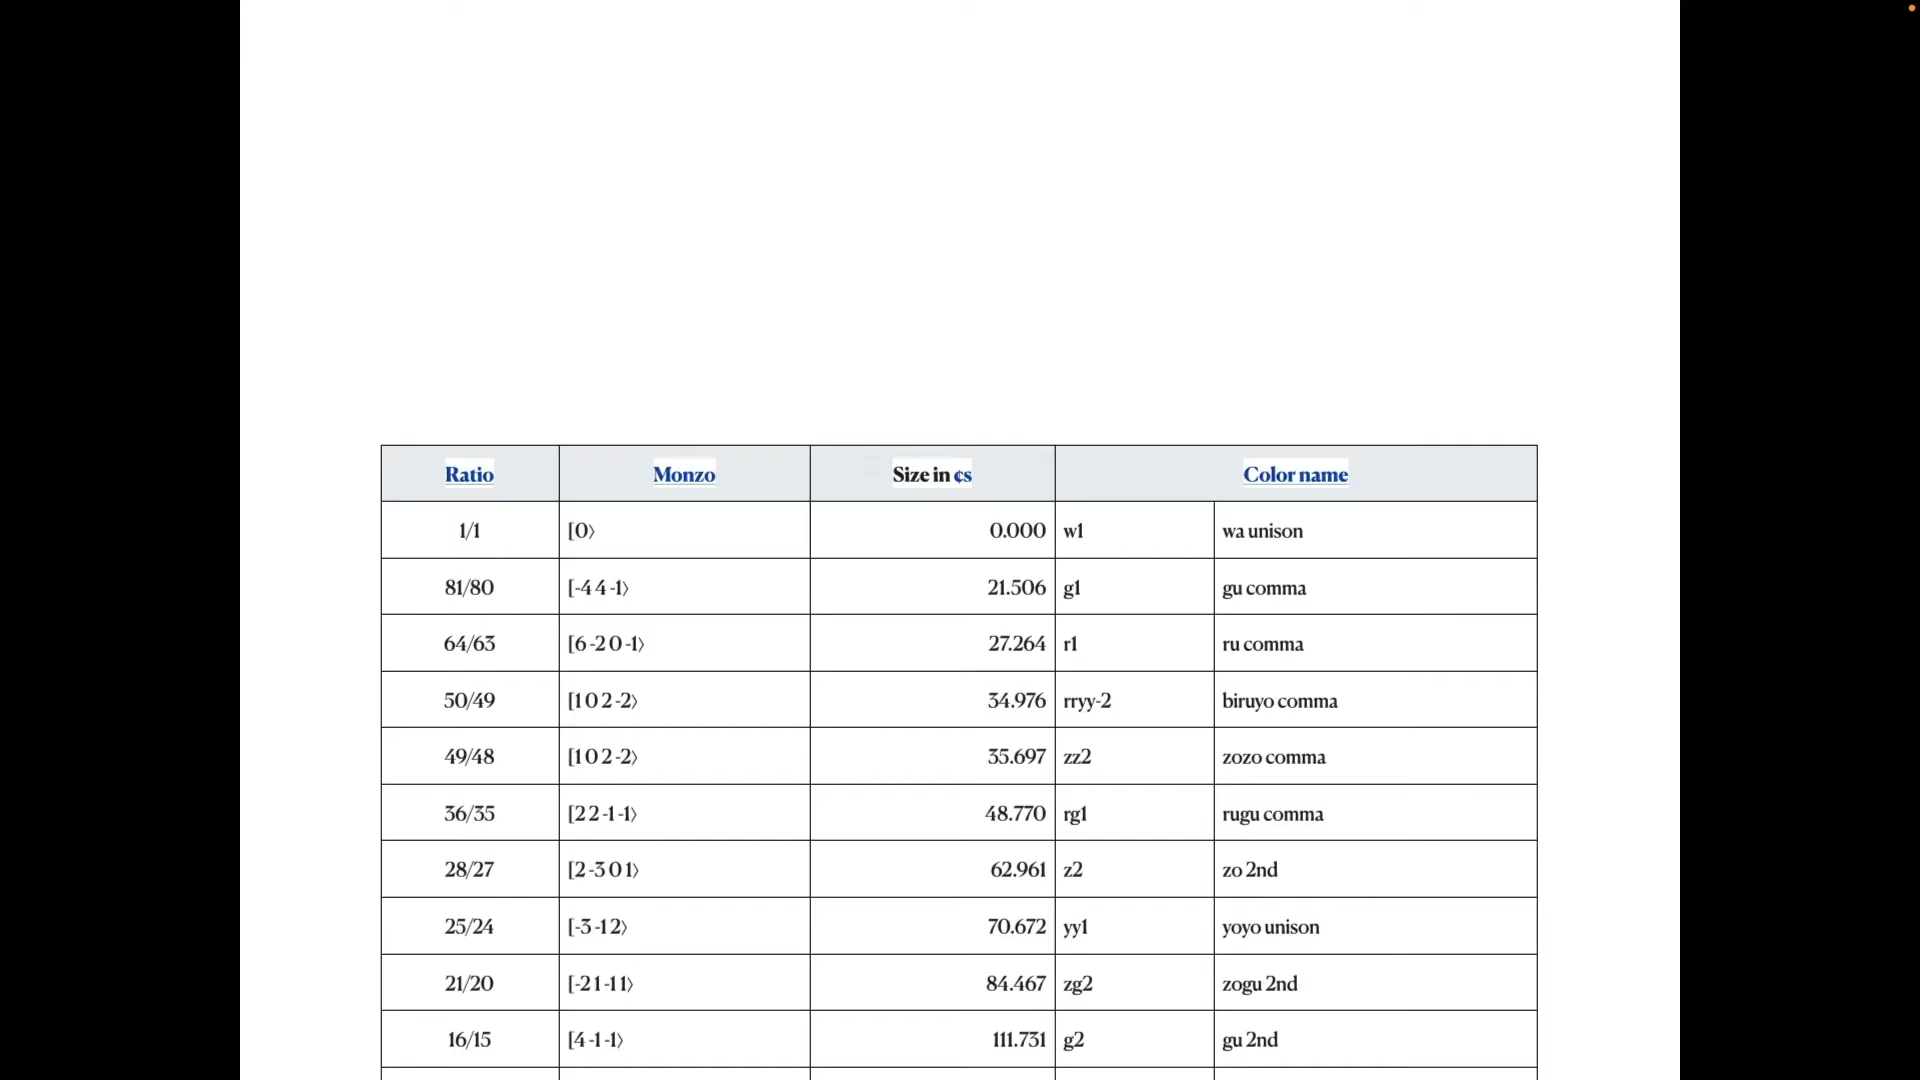 Ratio Monzo Size in ¢s Color name
1/1 [0⟩ 0.000 w1 wa unison
81/80 [-4 4 -1⟩ 21.506 g1 gu comma
64/63 [6 -2 0 -1⟩ 27.264 r1 ru comma
50/49 [1 0 2 -2⟩ 34.976 rryy-2 biruyo comma
49/48 [1 0 2 -2⟩ 35.697 zz2 zozo comma
36/35 [2 2 -1 -1⟩ 48.770 rg1 rugu comma
28/27 [2 -3 0 1⟩ 62.961 z2 zo 2nd
25/24 [-3 -1 2⟩ 70.672 yy1 yoyo unison
21/20 [-2 1 -1 1⟩ 84.467 zg2 zogu 2nd
16/15 [4 -1 -1⟩ 111.731 g2 gu 2nd